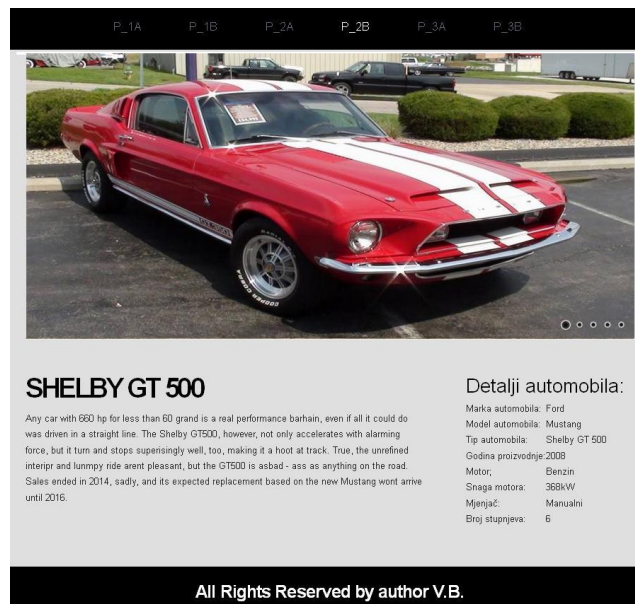 P_1A P_1B P_2A P_2B P_3A P_3B
COOPER COBRA
SHELBY GT 500
Any car with 660 hp for less than 60 grand is a real performance barhain, even if all it could do
was driven in a straight line. The Shelby GT500, however, not only accelerates with alarming
force, but it turn and stops superisingly well, too, making it a hoot at track. True, the unrefined
interipr and lunmpy ride arent pleasant, but the GT500 is asbad - ass as anything on the road.
Sales ended in 2014, sadly, and its expected replacement based on the new Mustang wont arrive
until 2016.
Detalji automobila:
Marka automobila: Ford
Model automobila: Mustang
Tip automobila: Shelby GT 500
Godina proizvodnje: 2008
Motor; Benzin
Snaga motora: 368kW
Mjenjač: Manualni
Broj stupnjeva: 6
All Rights Reserved by author V.B.